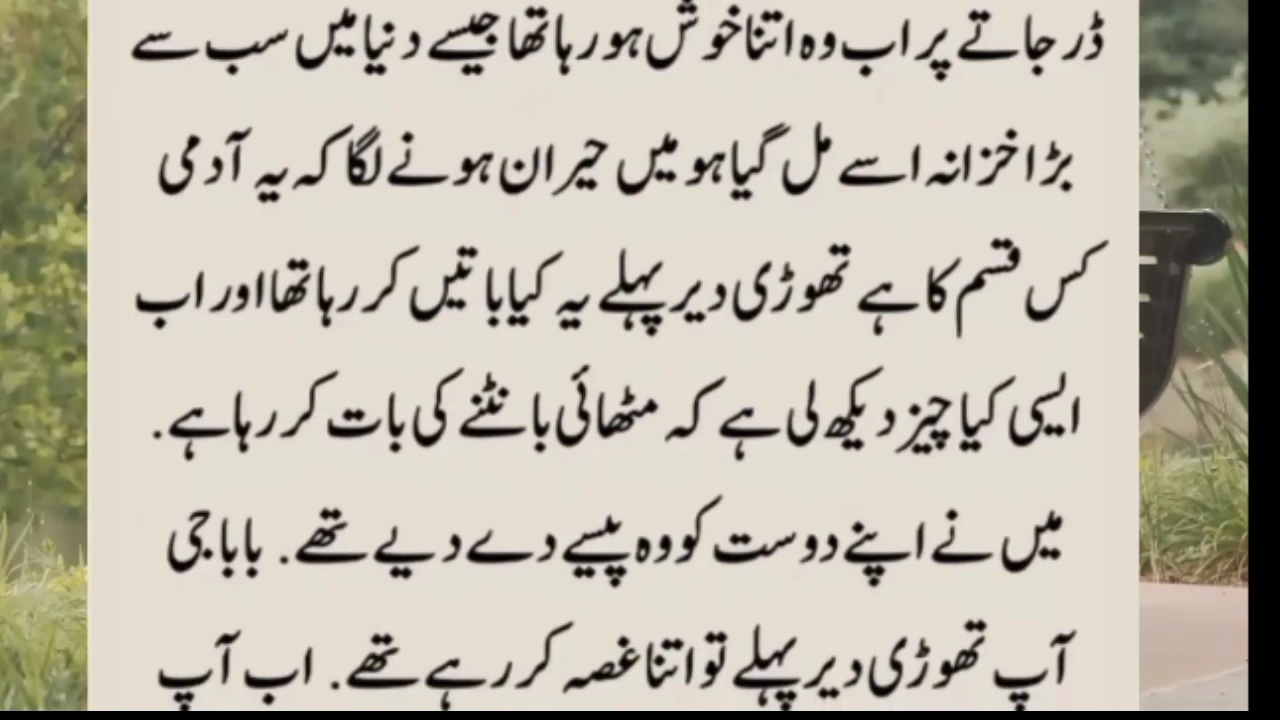 ڈر جاتے پر اب وہ اتنا خوش ہو رہا تھا جیسے دنیا میں سب سے
بڑا خزانہ اسے مل گیا ہو میں حیران ہونے لگا کہ یہ آدمی
کس قسم کا ہے تھوڑی دیر پہلے یہ کیا باتیں کر رہا تھا اور اب
ایسی کیا چیز دیکھ لی ہے کہ مٹھائی بانٹنے کی بات کر رہا ہے.
میں نے اپنے دوست کو وہ پیسے دے دیے تھے. بابا جی
آپ تھوڑی دیر پہلے تو اتنا غصہ کر رہے تھے. اب آپ